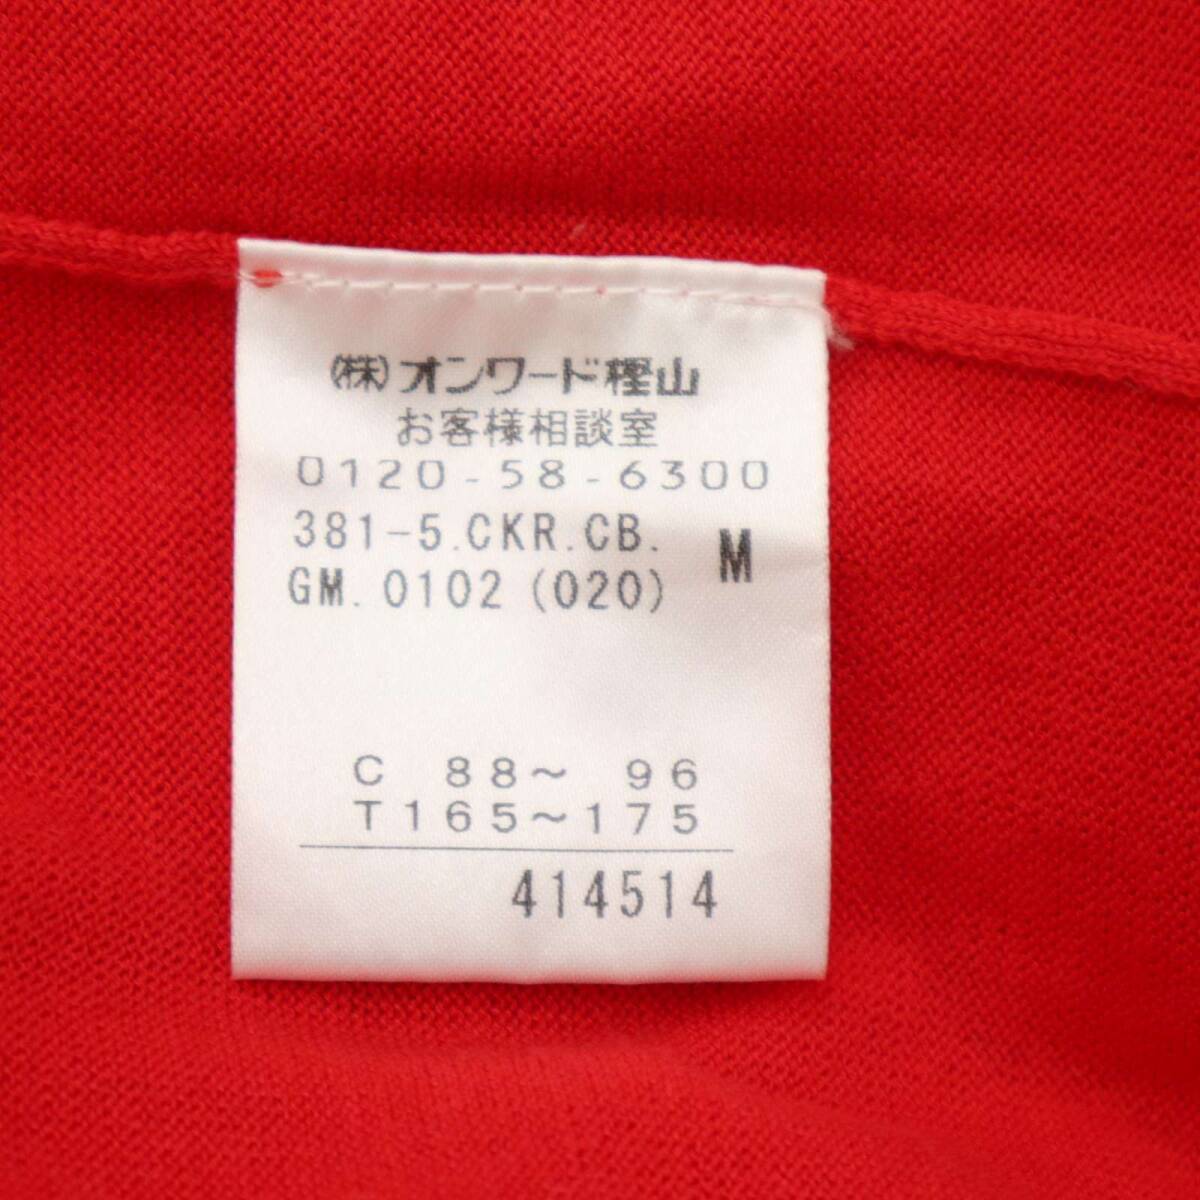 (株)オンワード樫山
お客様相談室
0120-58-6300
381-5.CKR.CB. M
GM.0102(020)
C 88～ 96
T165～175
414514